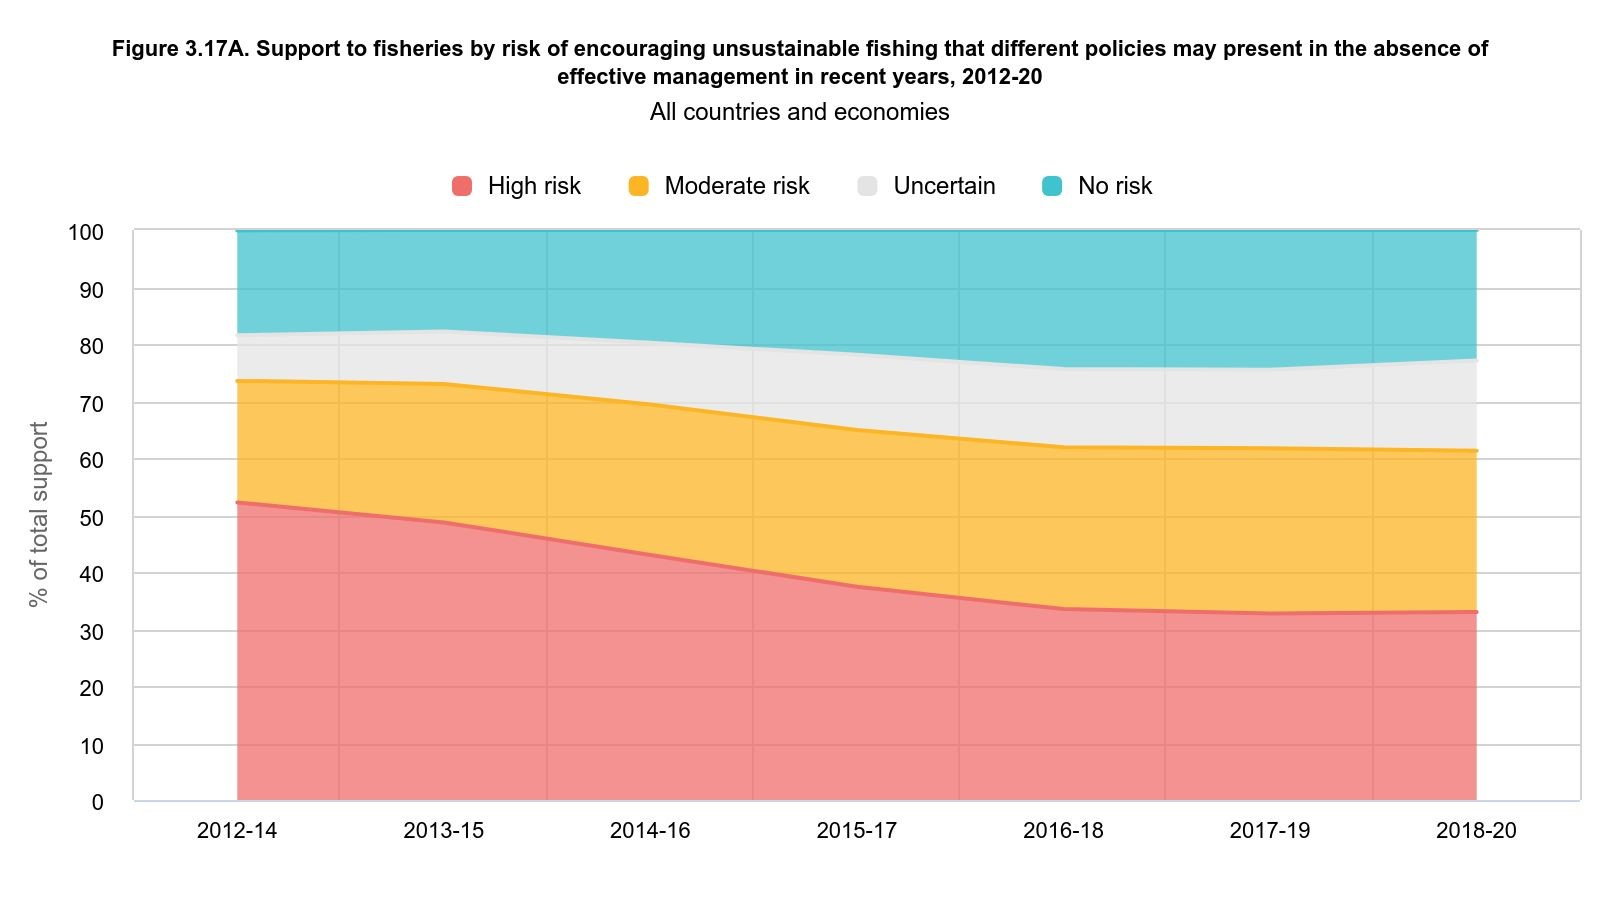 Figure 3.17A. Support to fisheries by risk of encouraging unsustainable fishing that different policies may present in the absence of
effective management in recent years, 2012-20
All countries and economies
High risk
Moderate risk
Uncertain
No risk
100
90
80
70
60
50
40
30
20
10
0
% of total support
2012-14
2013-15
2014-16
2015-17
2016-18
2017-19
2018-20